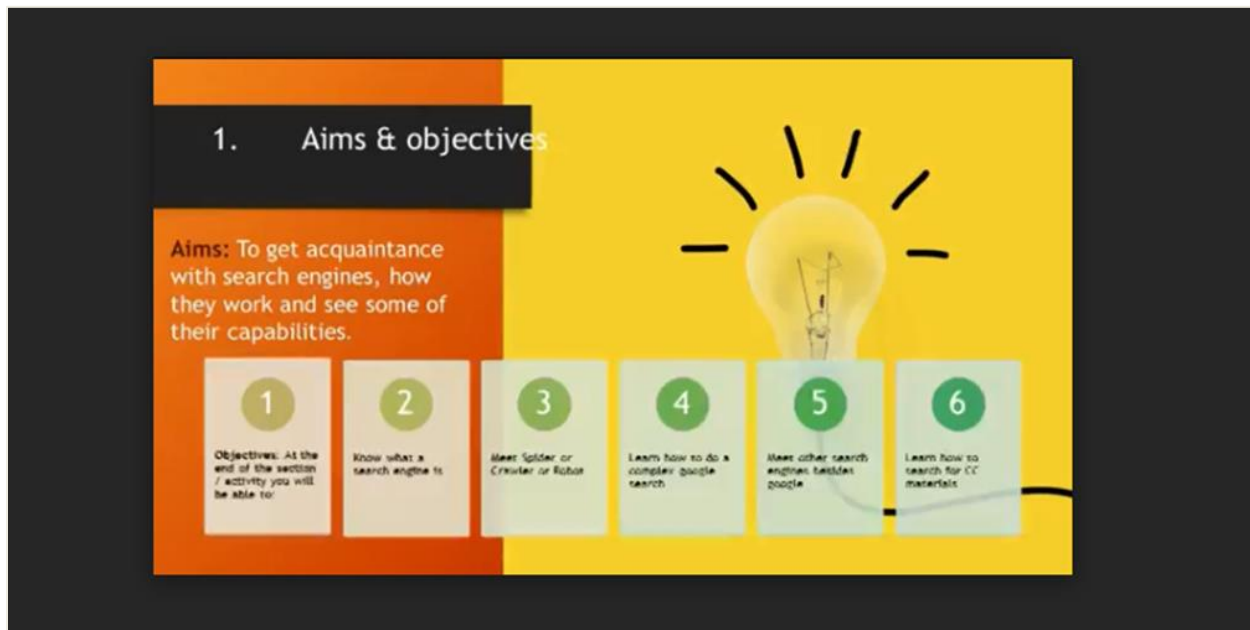 1. Aims & objectives
Aims: To get acquaintance
with search engines, how
they work and see some of
their capabilities.
1
Objectives: At the
end of the section
/ activity you will
be able to:
2
Know what a
search engine is
3
Meet Spider or
Crawler or Robot
4
Learn how to do a
complex google
search
5
Meet other search
engines besides
google
6
Learn how to
search for CC
materials